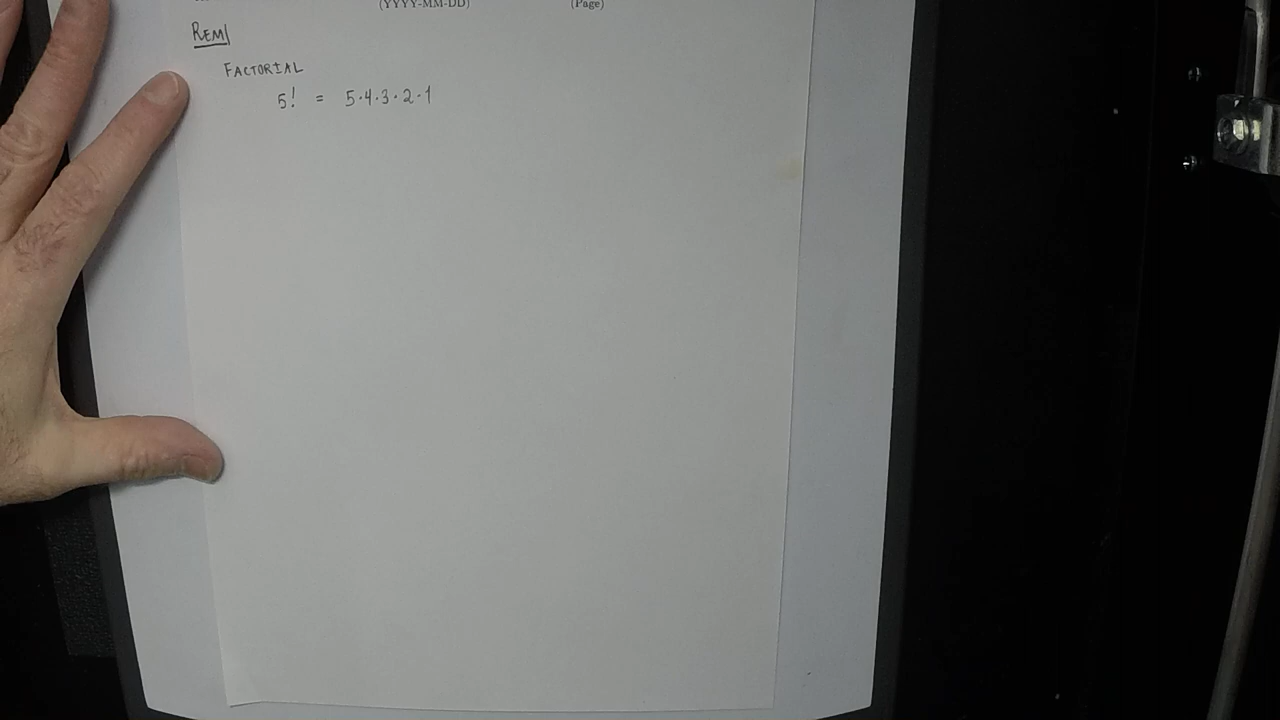 (YYYY-MM-DD) (Page)
REM
FACTORIAL
5! = 5·4·3·2·1